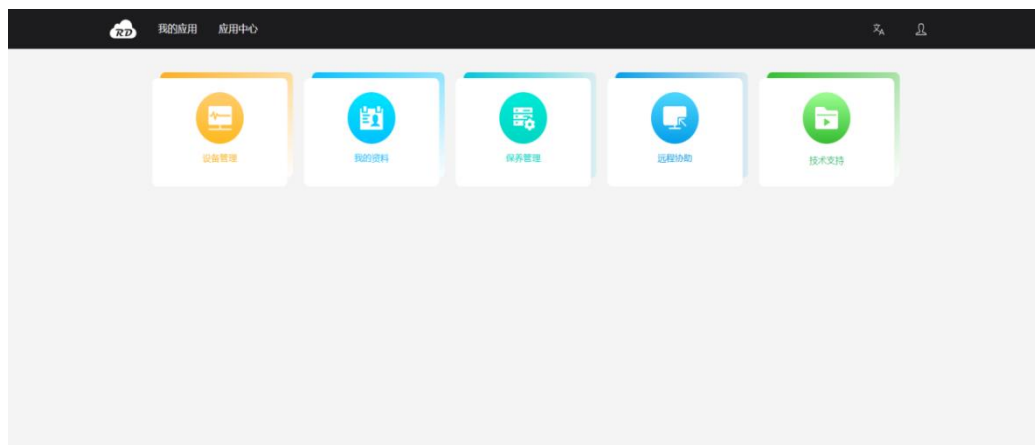 RD
我的应用 应用中心
设备管理
我的资料
保养管理
远程协助
技术支持